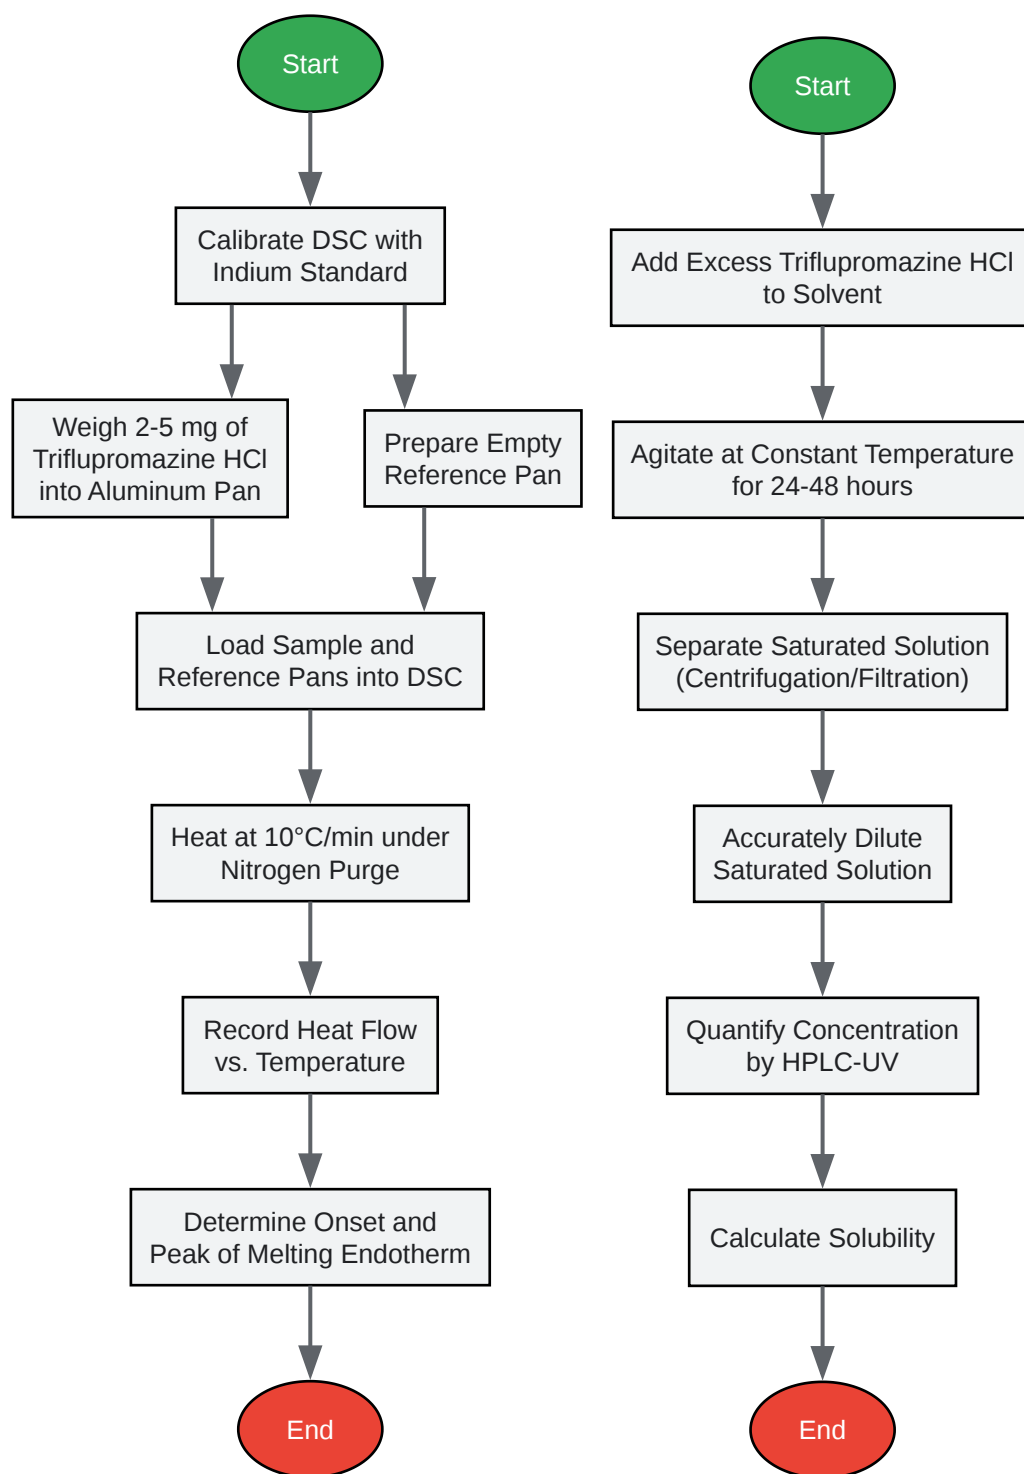 Start
Calibrate DSC with
Indium Standard
Weigh 2-5 mg of
Triflupromazine HCl
into Aluminum Pan
Prepare Empty
Reference Pan
Load Sample and
Reference Pans into DSC
Heat at 10°C/min under
Nitrogen Purge
Record Heat Flow
vs. Temperature
Determine Onset and
Peak of Melting Endotherm
End
Start
Add Excess Triflupromazine HCl
to Solvent
Agitate at Constant Temperature
for 24-48 hours
Separate Saturated Solution
(Centrifugation/Filtration)
Accurately Dilute
Saturated Solution
Quantify Concentration
by HPLC-UV
Calculate Solubility
End